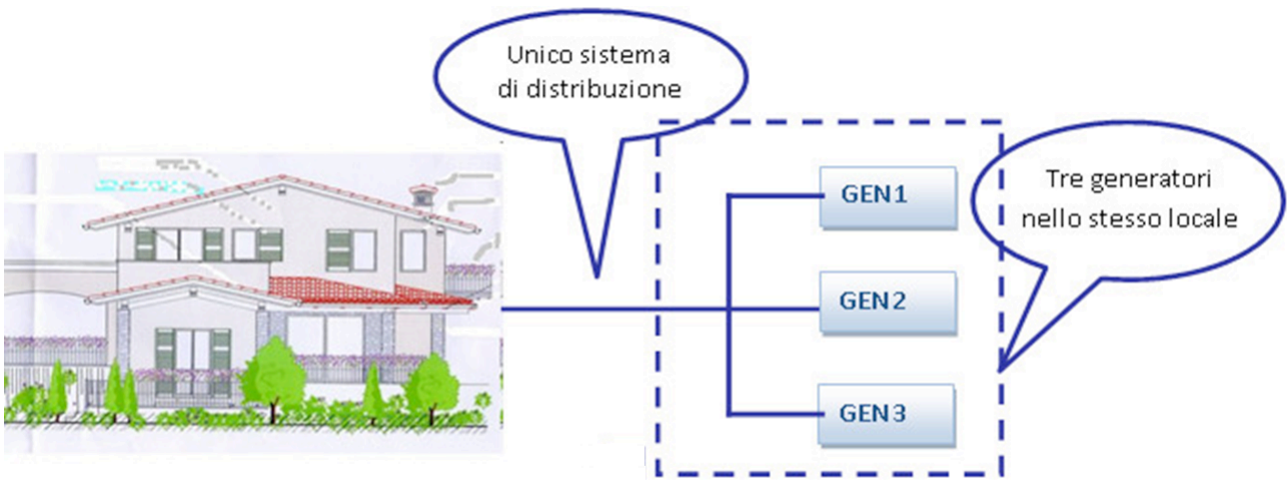 Unico sistema
di distribuzione
GEN1
Tre generatori
nello stesso locale
GEN2
GEN3